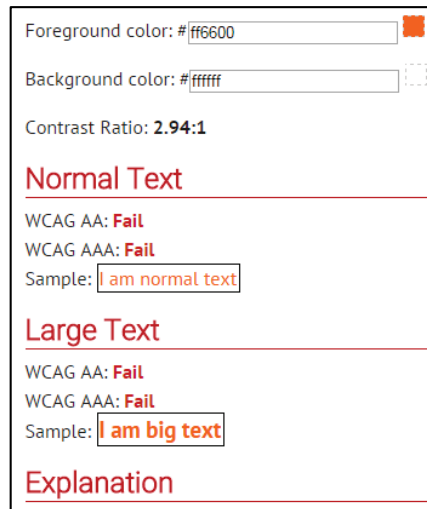 Foreground color: #ff6600
Background color: #ffffff
Contrast Ratio: 2.94:1
Normal Text
WCAG AA: Fail
WCAG AAA: Fail
Sample: I am normal text
Large Text
WCAG AA: Fail
WCAG AAA: Fail
Sample: I am big text
Explanation